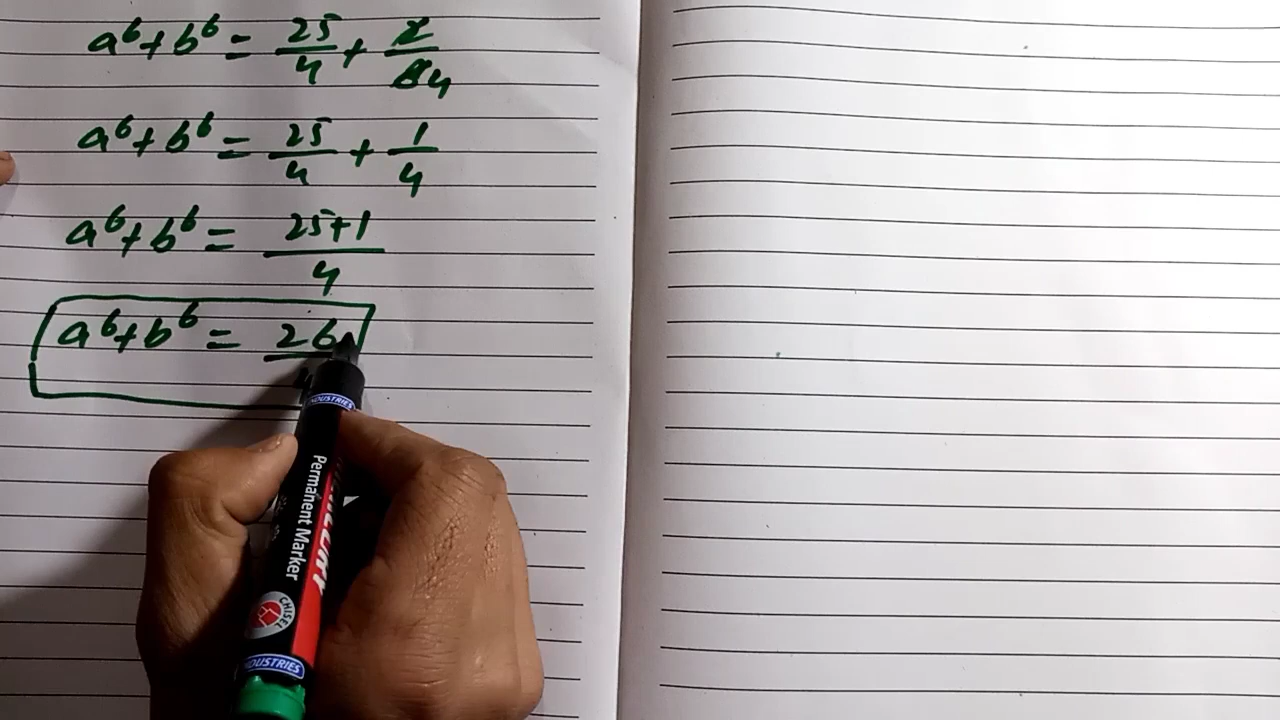 a⁶+b⁶ = 25/4 + 2/84
a⁶+b⁶ = 25/4 + 1/4
a⁶+b⁶ = 25+1/4
a⁶+b⁶ = 26
INDUSTRIES
Permanent Marker
CHISEL
INDUSTRIES